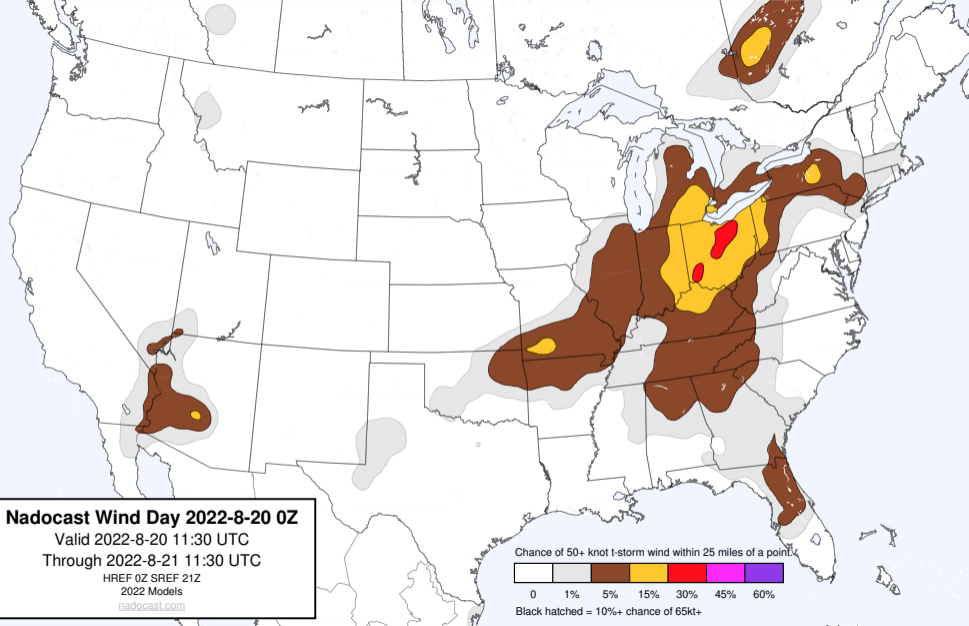 Nadocast Wind Day 2022-8-20 0Z
Valid 2022-8-20 11:30 UTC
Through 2022-8-21 11:30 UTC
HREF 0Z SREF 21Z
2022 Models
nadocast.com
Chance of 50+ knot t-storm wind within 25 miles of a point.
0 1% 5% 15% 30% 45% 60%
Black hatched = 10%+ chance of 65kt+